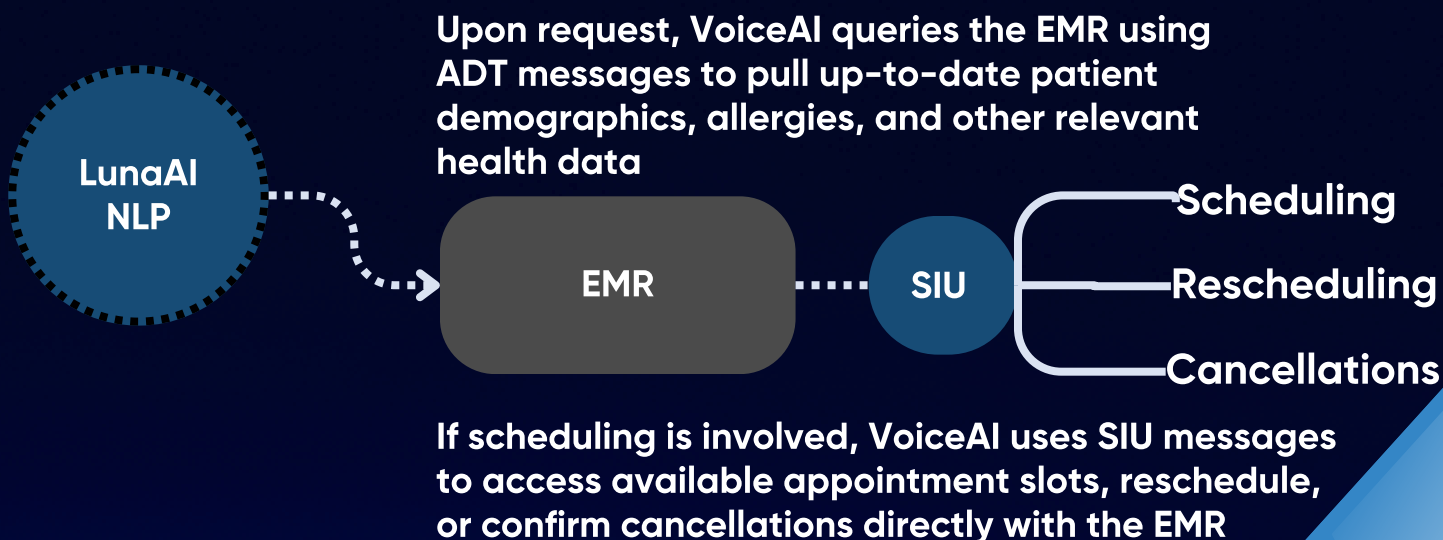 Upon request, VoiceAI queries the EMR using
ADT messages to pull up-to-date patient
demographics, allergies, and other relevant
health data
LunaAI
NLP
EMR
SIU
Scheduling
Rescheduling
Cancellations
If scheduling is involved, VoiceAI uses SIU messages
to access available appointment slots, reschedule,
or confirm cancellations directly with the EMR